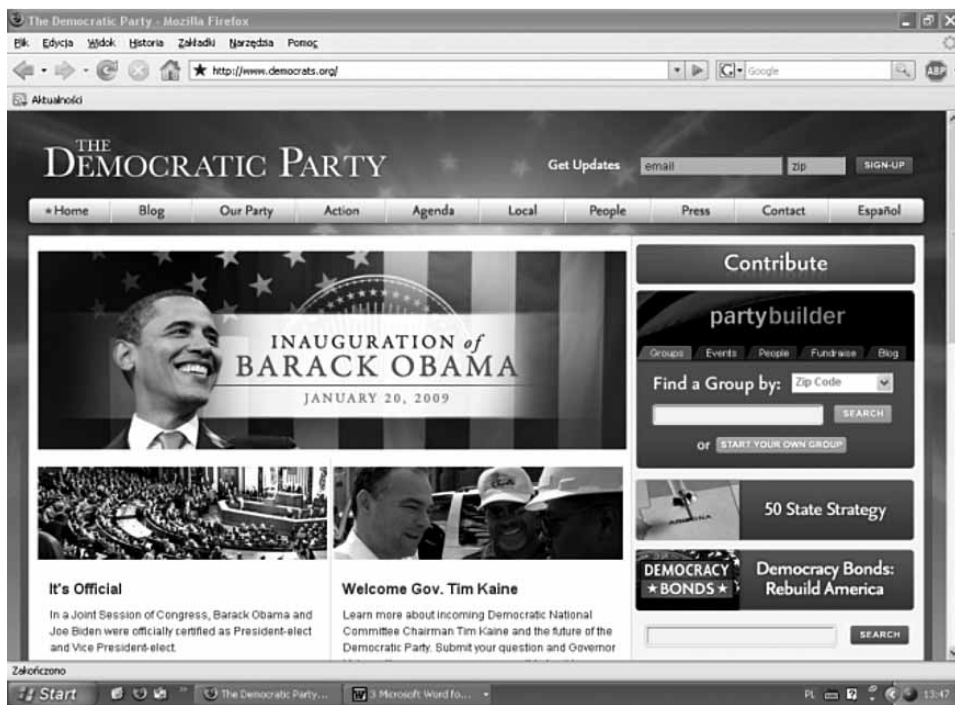 The Democratic Party - Mozilla Firefox
Plik Edycja Widok Historia Zakładki Narzędzia Pomoc
http://www.democrats.org/
G Google
ABP
Aktualności
THE
DEMOCRATIC PARTY
Get Updates email zip SIGN-UP
★Home Blog Our Party Action Agenda Local People Press Contact Español
INAUGURATION of
BARACK OBAMA
JANUARY 20, 2009
Contribute
partybuilder
Groups Events People Fundraise Blog
Find a Group by: Zip Code
SEARCH
or START YOUR OWN GROUP
ARIZONA
50 State Strategy
DEMOCRACY
★BONDS★
Democracy Bonds:
Rebuild America
SEARCH
It's Official
In a Joint Session of Congress, Barack Obama and
Joe Biden were officially certified as President-elect
and Vice President-elect.
Welcome Gov. Tim Kaine
Learn more about incoming Democratic National
Committee Chairman Tim Kaine and the future of the
Democratic Party. Submit your question and Governor
Zakończono
Start The Democratic Party... 3 Microsoft Word fo... PL 13:47